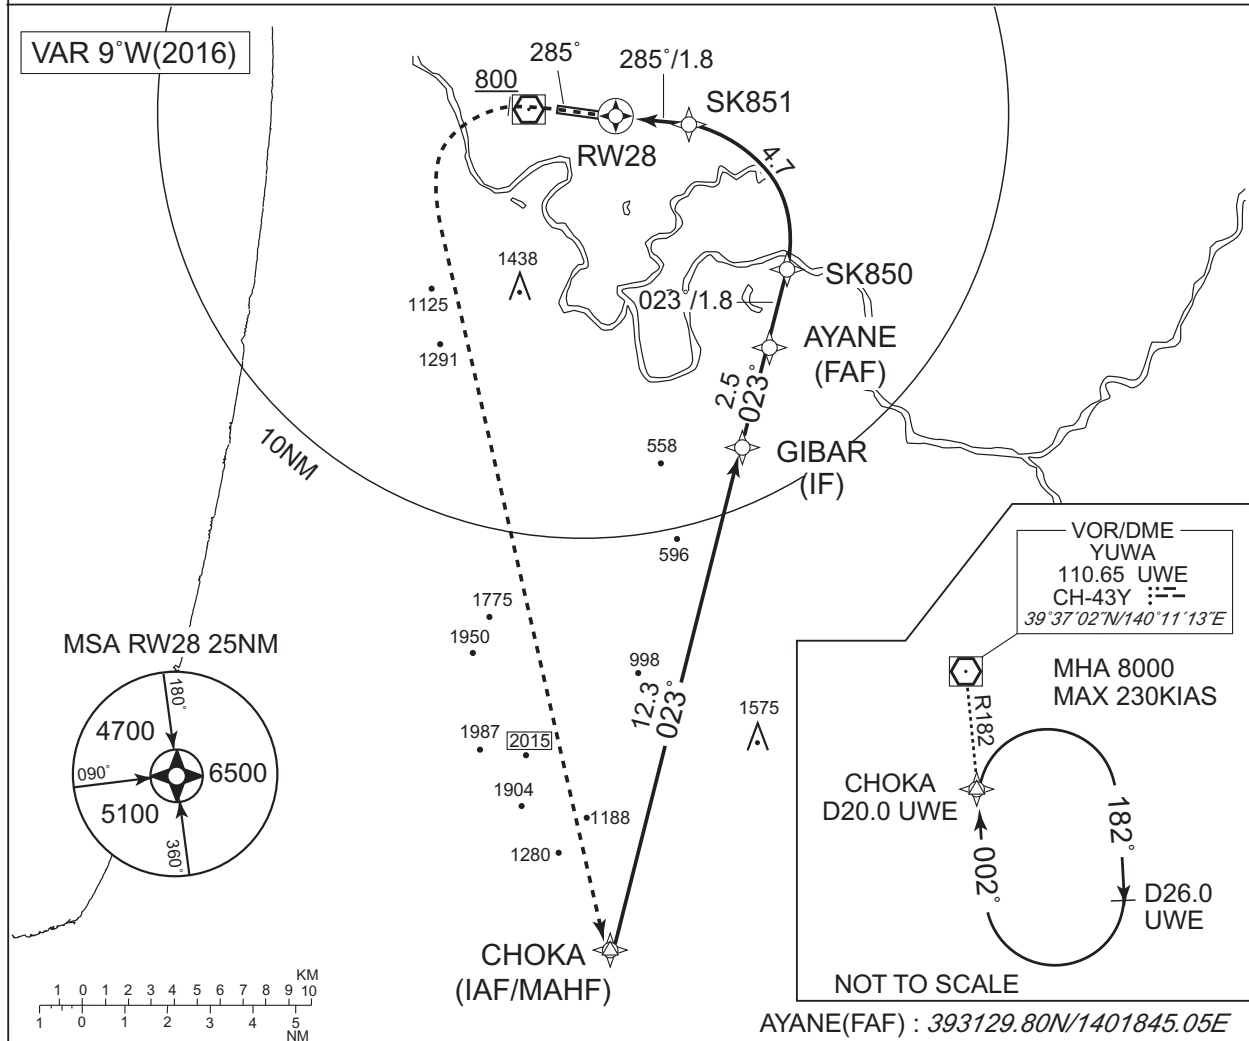 VAR 9°W(2016)
800
285°
285°/1.8
SK851
RW28
4.7
1438
SK850
023°/1.8
1125
1291
AYANE
(FAF)
2.5
023°
10NM
558
GIBAR
(IF)
596
VOR/DME
YUWA
110.65 UWE
CH-43Y
39°37´02˝N/140°11´13˝E
1775
1950
MSA RW28 25NM
180°
4700
090°
6500
5100
360°
998
12.3
023°
1575
1987
2015
1904
1188
1280
MHA 8000
MAX 230KIAS
R182
CHOKA
D20.0 UWE
182°
002°
D26.0
UWE
NOT TO SCALE
CHOKA
(IAF/MAHF)
KM
1 0 1 2 3 4 5 6 7 8 9 10
1 0 1 2 3 4 5
NM
AYANE(FAF) : 393129.80N/1401845.05E